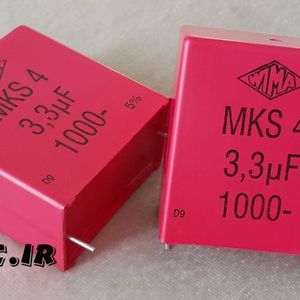 MKS 4
3,3µF
1000-
5%
D9
WIMA
MKS 4
3,3µF
1000-
D9
.IR